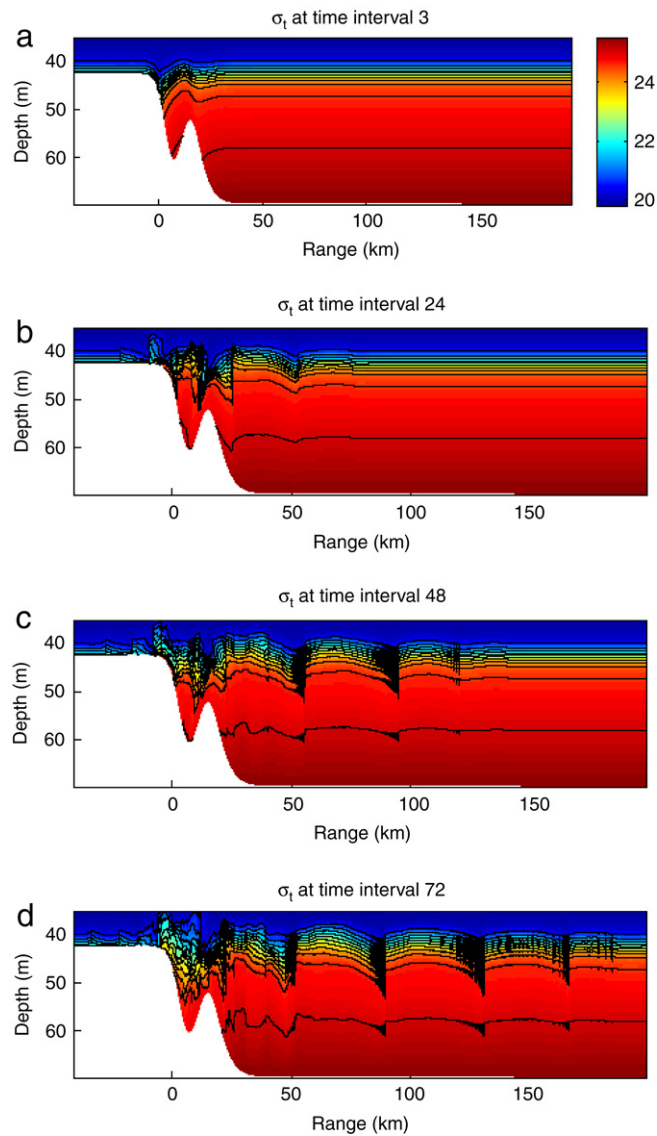 a
σt at time interval 3
40
50
60
Depth (m)
0
50
100
150
Range (km)
24
22
20
b
σt at time interval 24
40
50
60
Depth (m)
0
50
100
150
Range (km)
c
σt at time interval 48
40
50
60
Depth (m)
0
50
100
150
Range (km)
d
σt at time interval 72
40
50
60
Depth (m)
0
50
100
150
Range (km)